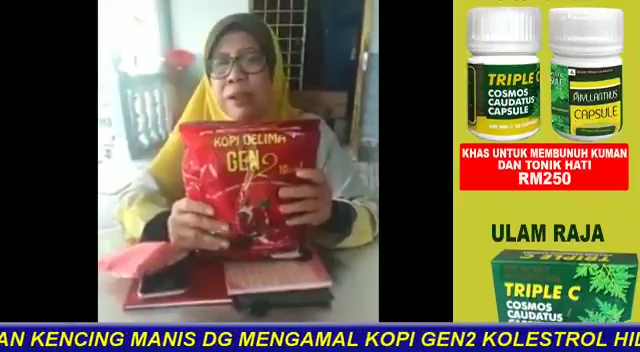 KOPI DELIMA
GEN2
TRIPLE C
COSMOS
CAUDATUS
CAPSULE
PHYLLANTHUS
CAPSULE
KHAS UNTUK MEMBUNUH KUMAN
DAN TONIK HATI
RM250
ULAM RAJA
TRIPLE C
COSMOS
CAUDATUS
AN KENCING MANIS DG MENGAMAL KOPI GEN2 KOLESTROL HI